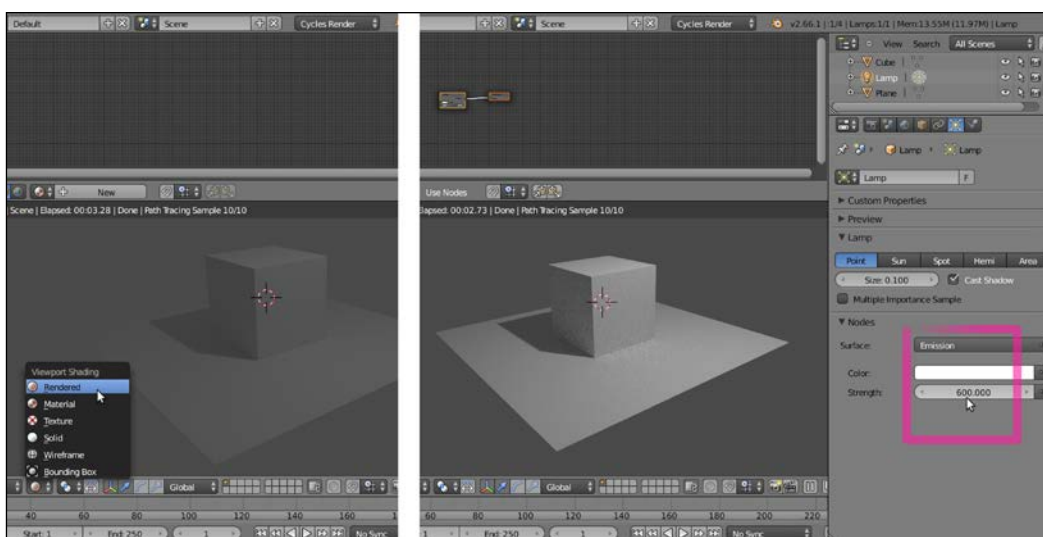 Default Scene Cycles Render
New
Scene | Elapsed: 00:03.28 | Done | Path Tracing Sample 10/10
Viewport Shading
Rendered
Material
Texture
Solid
Wireframe
Bounding Box
Global
40 60 80 100 120 140 160
Start: 1 End: 250 1 No Sync
Scene Cycles Render v2.66.1 | :1/4 | Lamps:1/1 | Mem:13.55M (11.97M) | Lamp
Use Nodes
Elapsed: 00:02.73 | Done | Path Tracing Sample 10/10
Global
60 80 100 120 140 160 180 200 220
1 End: 250 1 No Sync
View Search All Scenes
Cube
Lamp
Plane
Lamp Lamp
Lamp F
Custom Properties
Preview
Lamp
Point Sun Spot Hemi Area
Size: 0.100 Cast Shadow
Multiple Importance Sample
Nodes
Surface: Emission
Color:
Strength: 600.000